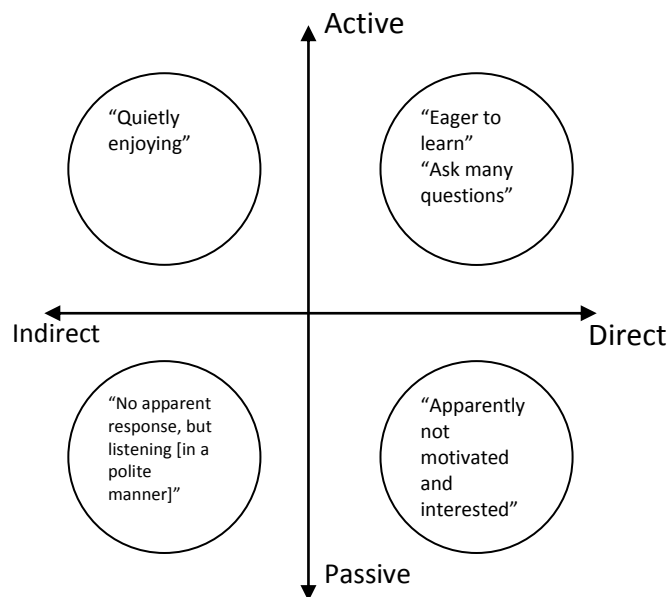 Active
“Quietly
enjoying”
“Eager to
learn”
“Ask many
questions”
Indirect
Direct
“No apparent
response, but
listening [in a
polite
manner]”
“Apparently
not
motivated
and
interested”
Passive